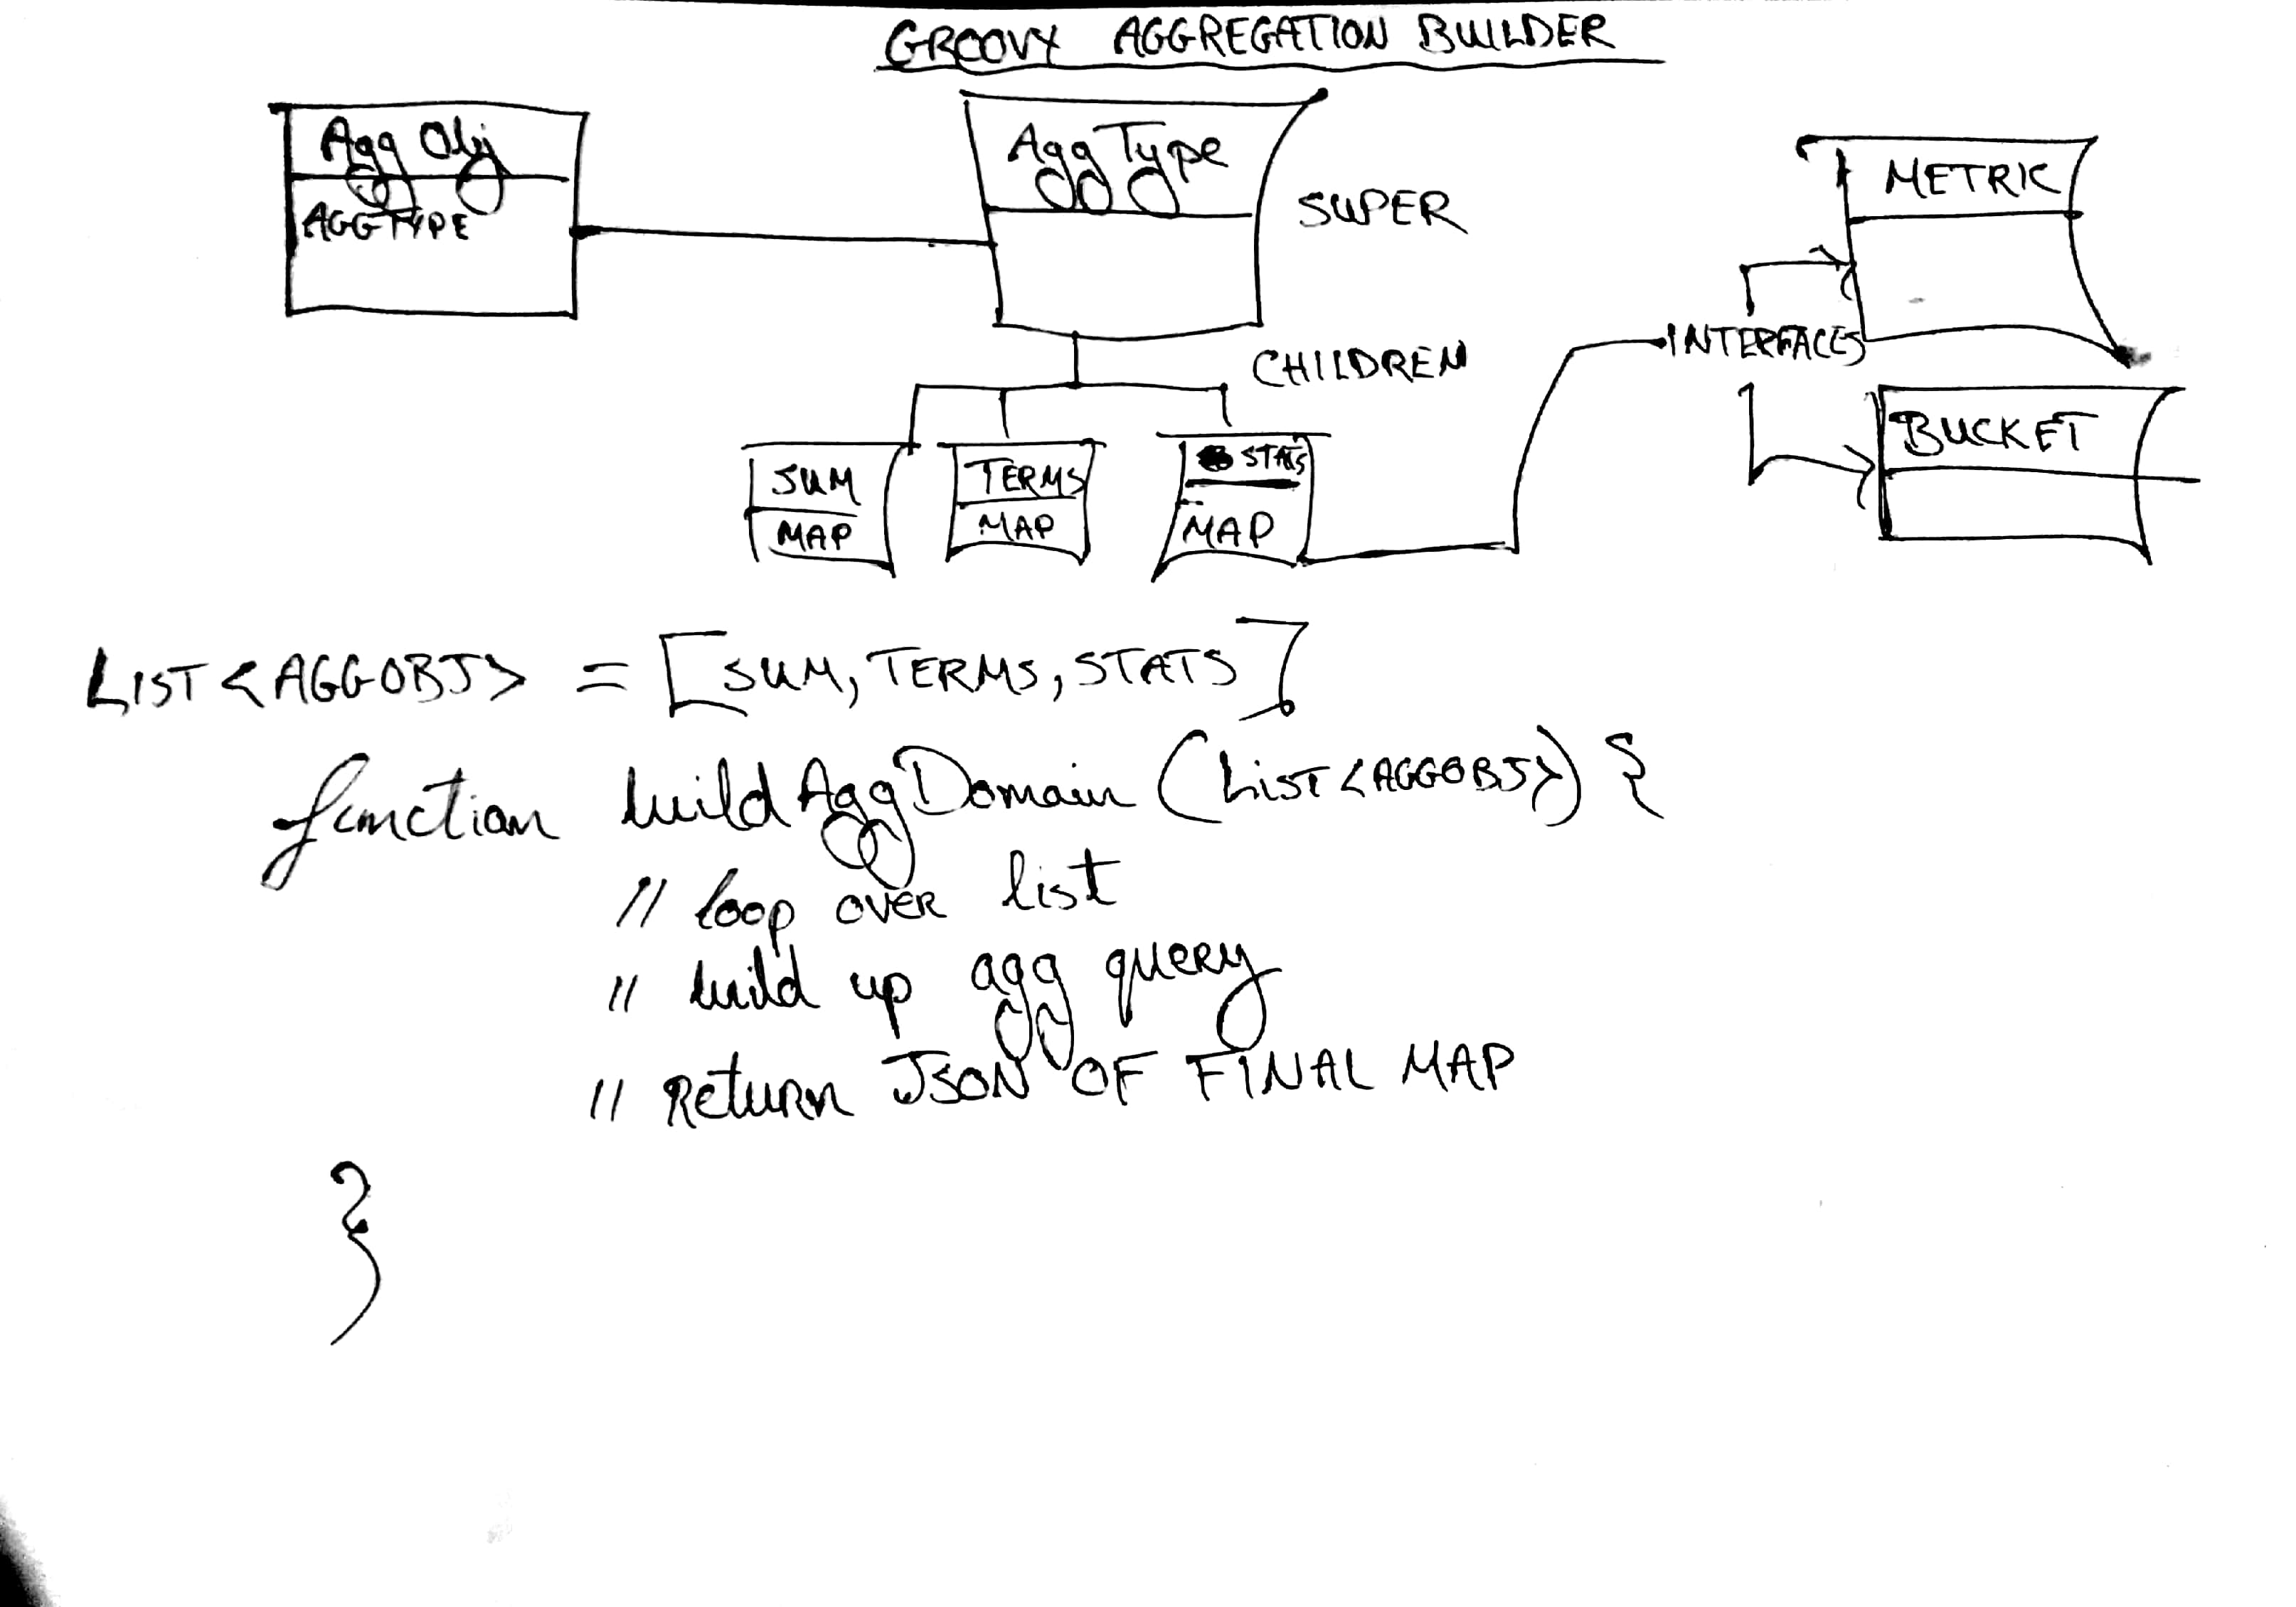 GROOVY AGGREGATION BUILDER
Agg Obj
AGGTYPE
Agg Type
SUPER
METRIC
INTERFACES
CHILDREN
BUCKET
SUM
MAP
TERMS
MAP
STATS
MAP
LIST<AGGOBJ> = [SUM, TERMS, STATS]
function buildAggDomain (LIST<AGGOBJ>) {
// loop OVER list
// build up agg query
// Return JSON OF FINAL MAP
}